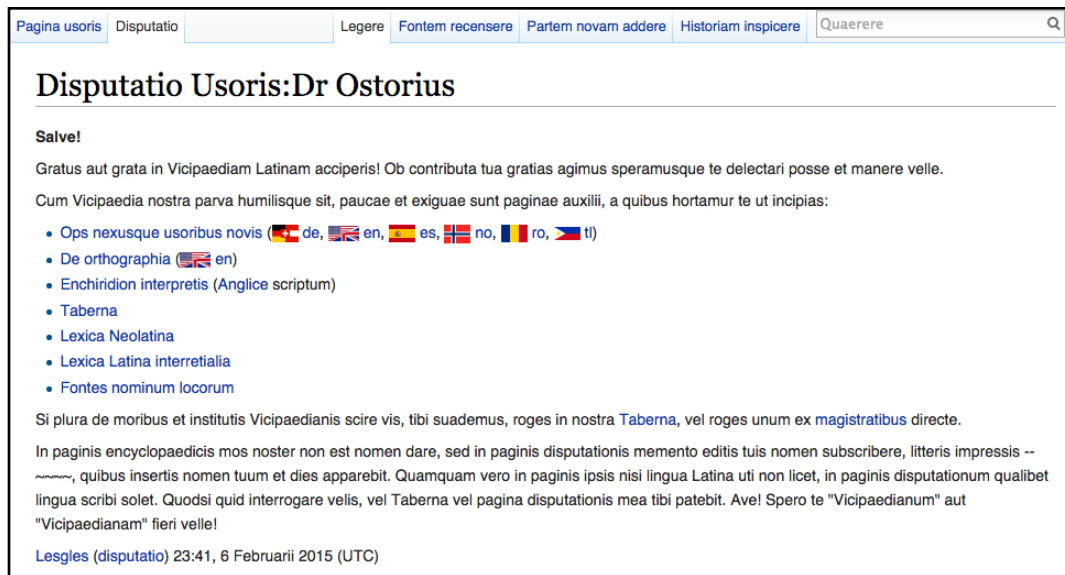 Pagina usoris Disputatio Legere Fontem recensere Partem novam addere Historiam inspicere Quaerere
Disputatio Usoris:Dr Ostorius
Salve!
Gratus aut grata in Vicipaediam Latinam acciperis! Ob contributa tua gratias agimus speramusque te delectari posse et manere velle.
Cum Vicipaedia nostra parva humilisque sit, paucae et exiguae sunt paginae auxilii, a quibus hortamur te ut incipias:
• Ops nexusque usoribus novis (de, en, es, no, ro, tl)
• De orthographia (en)
• Enchiridion interpretis (Anglice scriptum)
• Taberna
• Lexica Neolatina
• Lexica Latina interretialia
• Fontes nominum locorum
Si plura de moribus et institutis Vicipaedianis scire vis, tibi suademus, roges in nostra Taberna, vel roges unum ex magistratibus directe.
In paginis encyclopaedicis mos noster non est nomen dare, sed in paginis disputationis memento editis tuis nomen subscribere, litteris impressis --
~~~~, quibus insertis nomen tuum et dies apparebit. Quamquam vero in paginis ipsis nisi lingua Latina uti non licet, in paginis disputationum qualibet
lingua scribi solet. Quodsi quid interrogare velis, vel Taberna vel pagina disputationis mea tibi patebit. Ave! Spero te "Vicipaedianum" aut
"Vicipaedianam" fieri velle!
Lesgles (disputatio) 23:41, 6 Februarii 2015 (UTC)